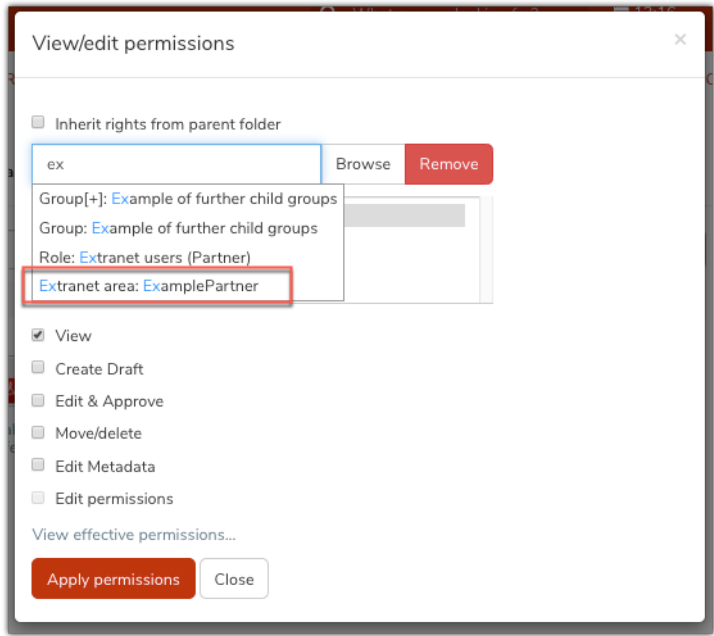 View/edit permissions
×
Inherit rights from parent folder
ex
Browse
Remove
Group[+]: Example of further child groups
Group: Example of further child groups
Role: Extranet users (Partner)
Extranet area: ExamplePartner
View
Create Draft
Edit & Approve
Move/delete
Edit Metadata
Edit permissions
View effective permissions...
Apply permissions
Close